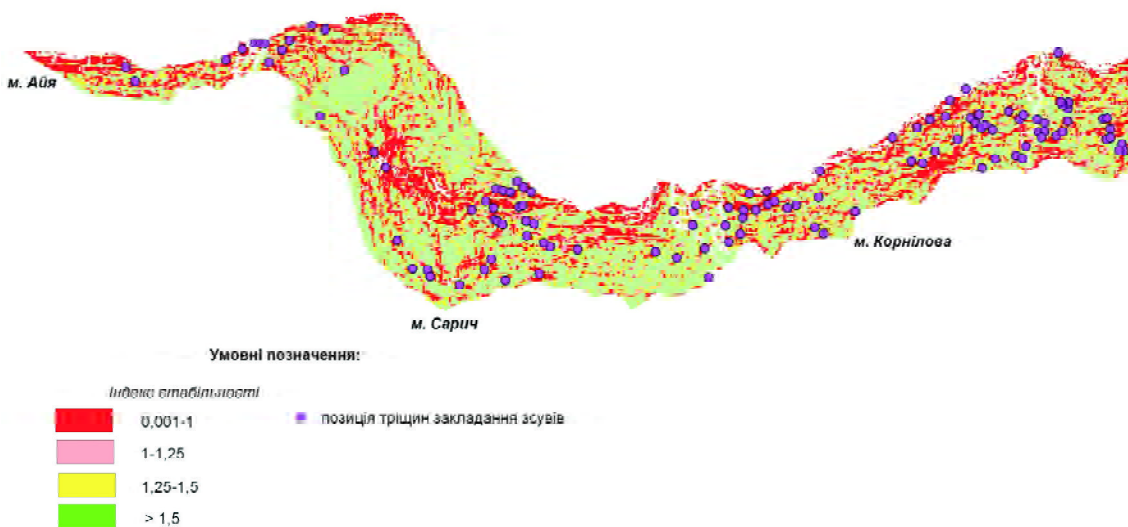 м. Айя
м. Корнілова
м. Сарич
Умовні позначення:
Індекс стабільності
0,001-1
позиція тріщин закладання зсувів
1-1,25
1,25-1,5
> 1,5